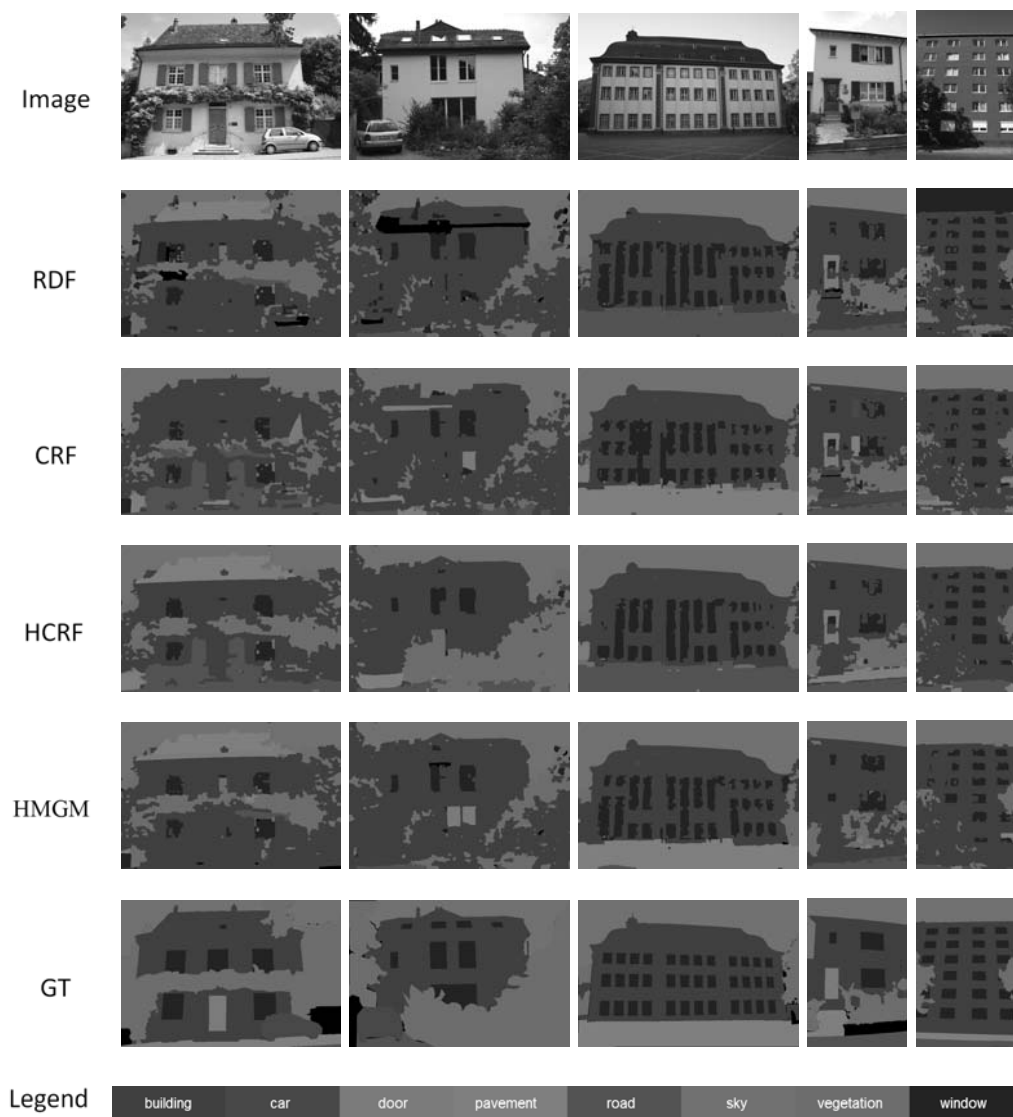 Image
RDF
CRF
HCRF
HMGM
GT
Legend building car door pavement road sky vegetation window